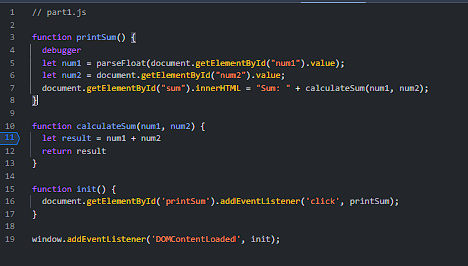 1 // part1.js
2
3 function printSum() {
4 debugger
5 let num1 = parseFloat(document.getElementById("num1").value);
6 let num2 = document.getElementById("num2").value;
7 document.getElementById("sum").innerHTML = "Sum: " + calculateSum(num1, num2);
8 }
9
10 function calculateSum(num1, num2) {
11 let result = num1 + num2
12 return result
13 }
14
15 function init() {
16 document.getElementById('printSum').addEventListener('click', printSum);
17 }
18
19 window.addEventListener('DOMContentLoaded', init);